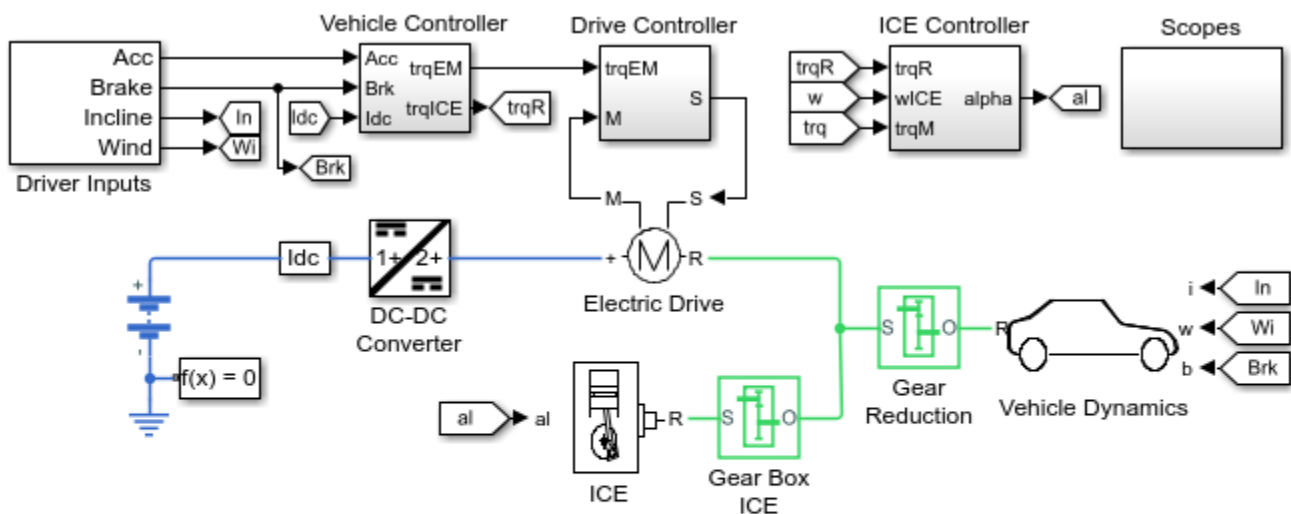 Vehicle Controller
Drive Controller
ICE Controller
Scopes
Acc
Brake
Incline
Wind
Driver Inputs
In
Wi
Brk
Idc
Acc
Brk
Idc
trqEM
trqICE
trqR
trqEM
M
S
trqR
w
trq
trqR
wICE
trqM
alpha
al
M
S
Idc
1+
2+
DC-DC
Converter
+
M
R
Electric Drive
+
-
f(x) = 0
S
O
Gear
Reduction
R
i
w
b
In
Wi
Brk
Vehicle Dynamics
al
al
R
ICE
S
O
Gear Box
ICE